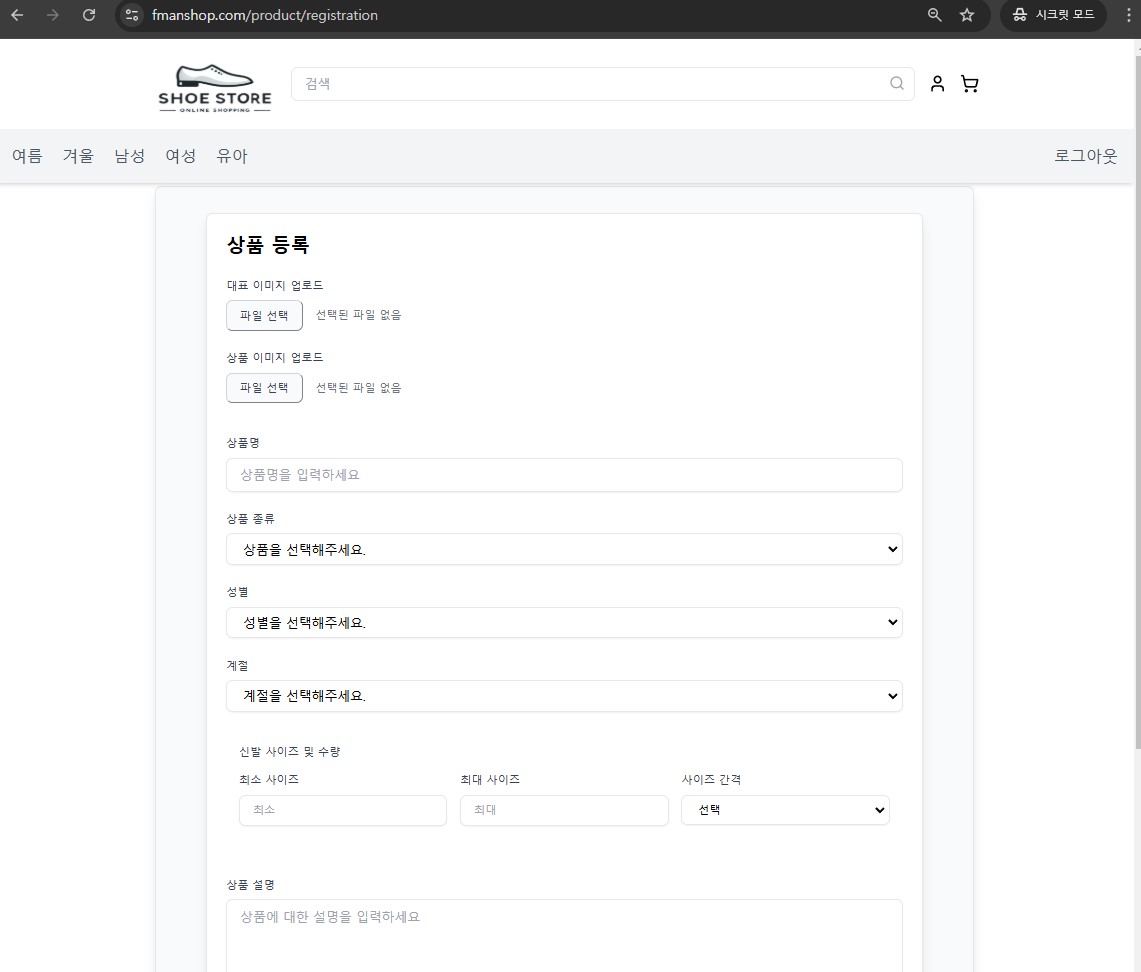 fmanshop.com/product/registration
시크릿 모드
SHOE STORE
ONLINE SHOPPING
검색
여름 겨울 남성 여성 유아 로그아웃
상품 등록
대표 이미지 업로드
파일 선택 선택된 파일 없음
상품 이미지 업로드
파일 선택 선택된 파일 없음
상품명
상품명을 입력하세요
상품 종류
상품을 선택해주세요.
성별
성별을 선택해주세요.
계절
계절을 선택해주세요.
신발 사이즈 및 수량
최소 사이즈 최대 사이즈 사이즈 간격
최소 최대 선택
상품 설명
상품에 대한 설명을 입력하세요